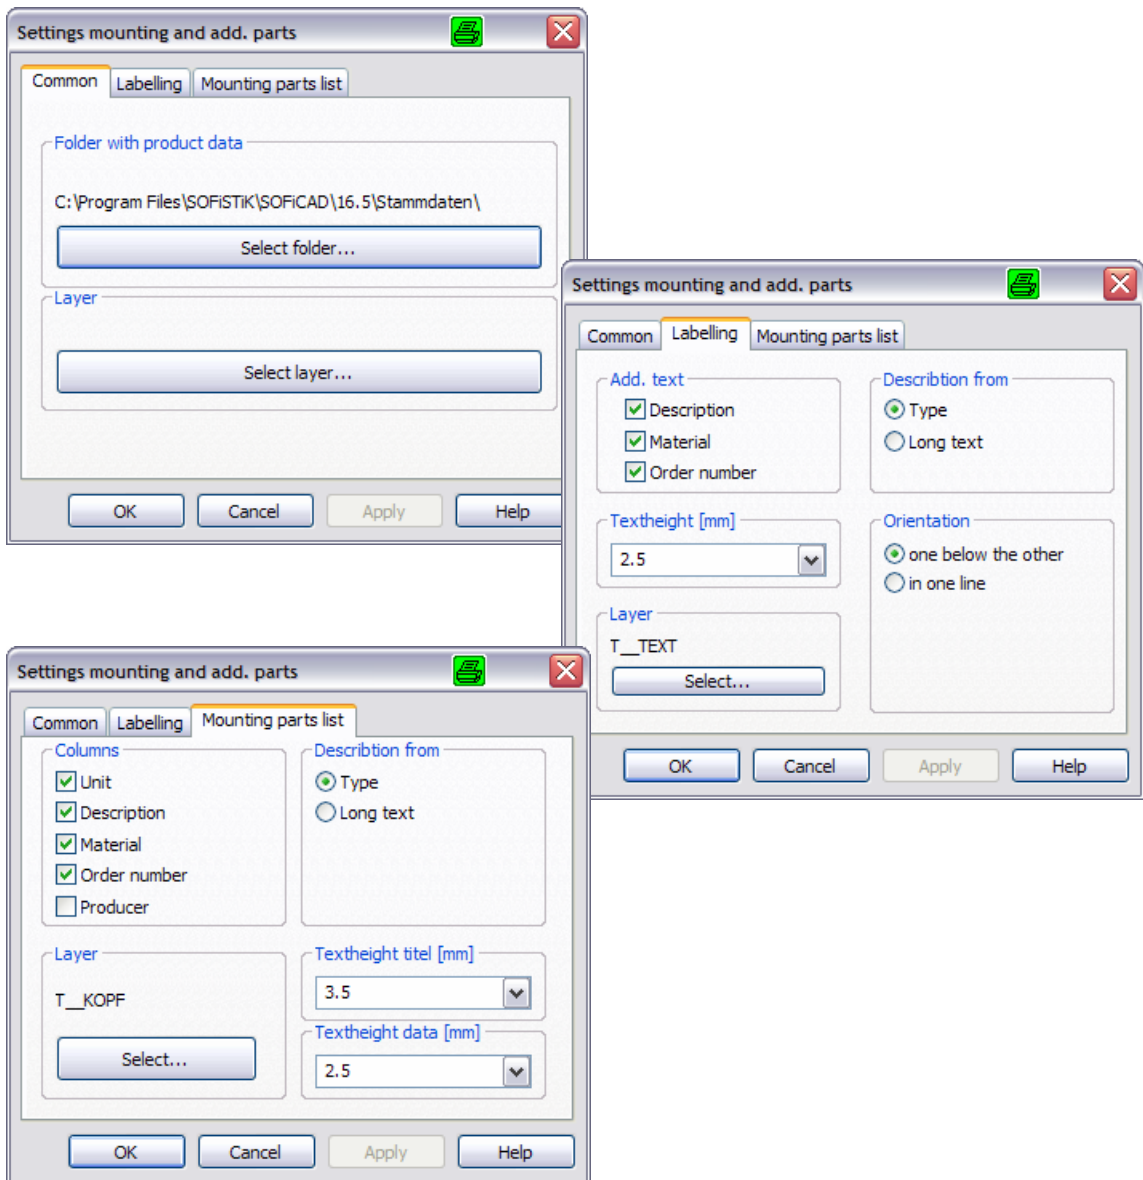 Settings mounting and add. parts
Common Labelling Mounting parts list
Folder with product data
C:\Program Files\SOFiSTiK\SOFiCAD\16.5\Stammdaten\
Select folder...
Layer
Select layer...
OK Cancel Apply Help
Settings mounting and add. parts
Common Labelling Mounting parts list
Add. text
Description
Material
Order number
Describtion from
Type
Long text
Textheight [mm]
2.5
Orientation
one below the other
in one line
Layer
T__TEXT
Select...
OK Cancel Apply Help
Settings mounting and add. parts
Common Labelling Mounting parts list
Columns
Unit
Description
Material
Order number
Producer
Describtion from
Type
Long text
Layer
T__KOPF
Select...
Textheight titel [mm]
3.5
Textheight data [mm]
2.5
OK Cancel Apply Help